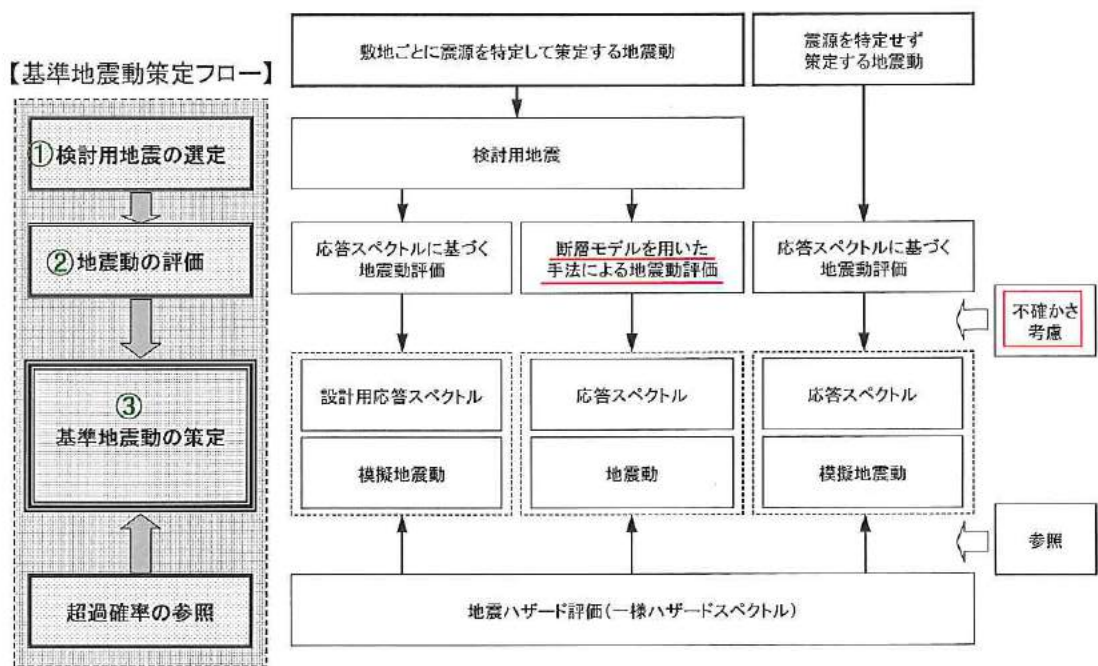 【基準地震動策定フロー】
①検討用地震の選定
②地震動の評価
③
基準地震動の策定
超過確率の参照
敷地ごとに震源を特定して策定する地震動
震源を特定せず
策定する地震動
検討用地震
応答スペクトルに基づく
地震動評価
断層モデルを用いた
手法による地震動評価
応答スペクトルに基づく
地震動評価
不確かさ
考慮
設計用応答スペクトル
模擬地震動
応答スペクトル
地震動
応答スペクトル
模擬地震動
参照
地震ハザード評価(一様ハザードスペクトル)